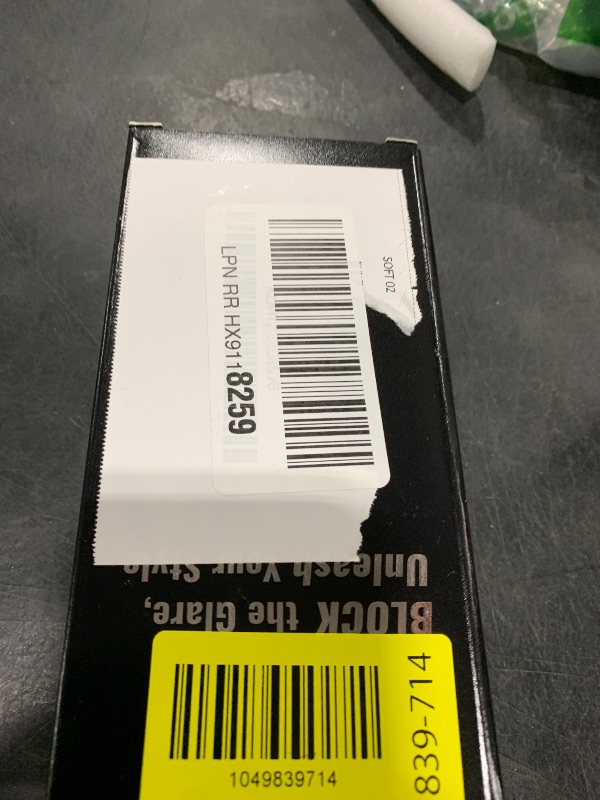 SOFT 02
LPN RR HX9118259
Unleash Your Style
BLOCK the Glare,
1049839714
839-714